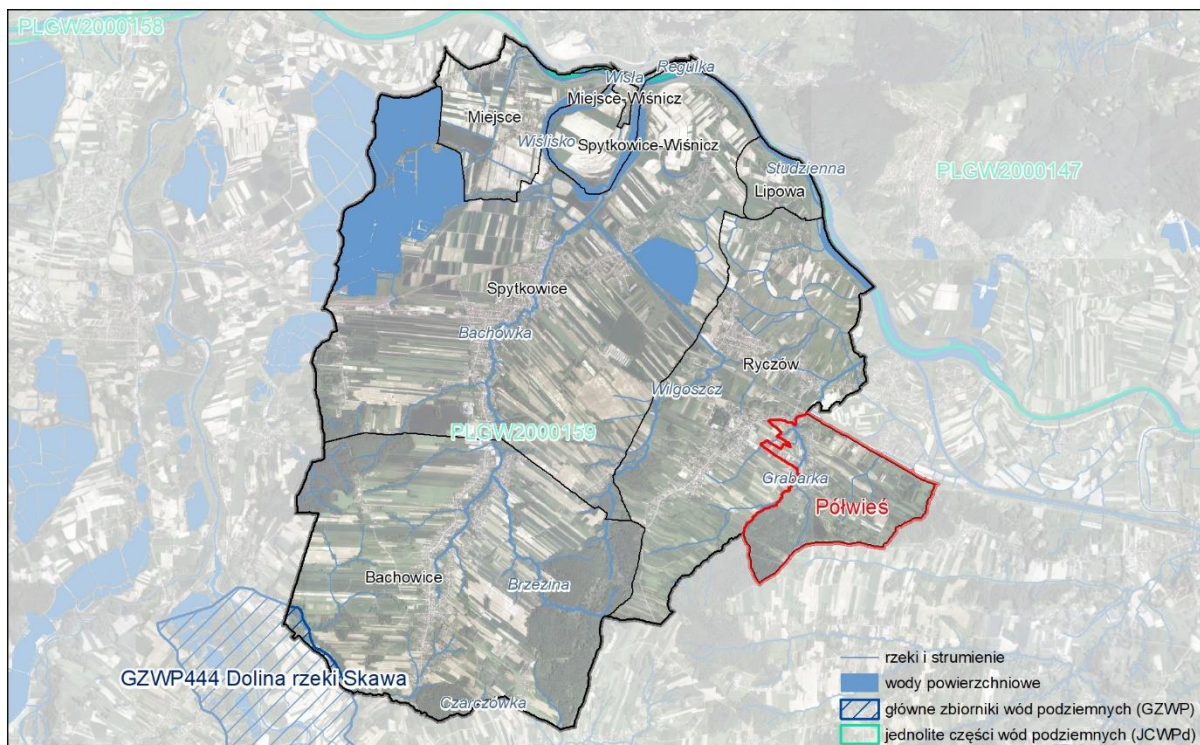 PLGW2000158
Regulka
Wisła
Miejsce-Wiśnicz
Miejsce
Wiślisko
Spytkowice-Wiśnicz
Studzienna
PLGW2000147
Lipowa
Spytkowice
Bachówka
Ryczów
Wilgoszcz
PLGW2000159
Grabarka
Półwieś
Bachowice
Brzezina
GZWP444 Dolina rzeki Skawa
Czarczówka
rzeki i strumienie
wody powierzchniowe
główne zbiorniki wód podziemnych (GZWP)
jednolite części wód podziemnych (JCWPd)